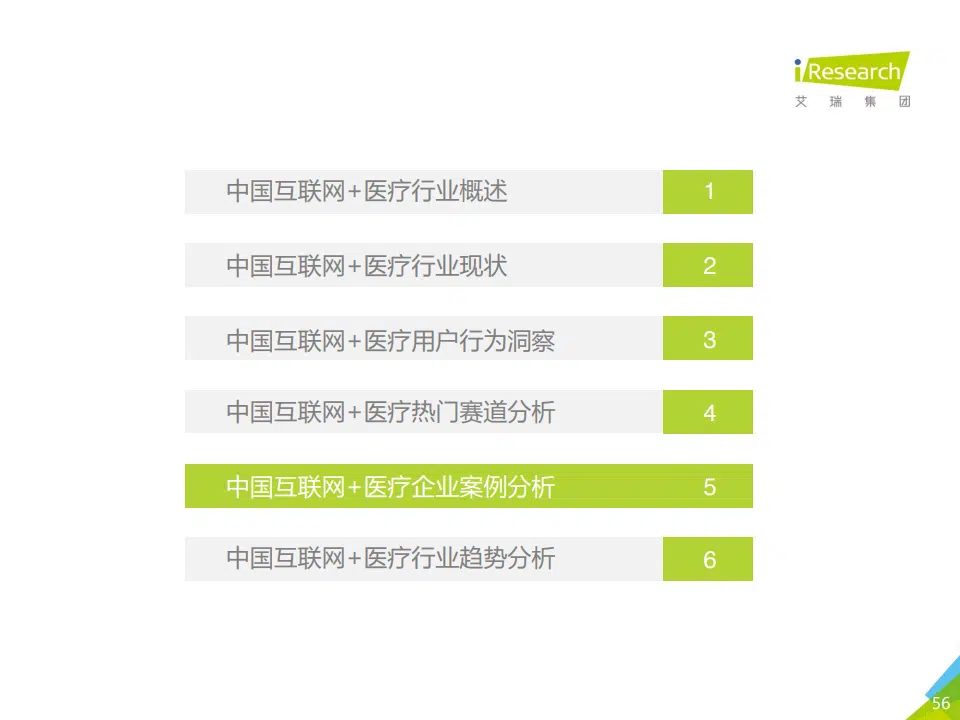 iResearch
艾瑞集团
中国互联网+医疗行业概述 1
中国互联网+医疗行业现状 2
中国互联网+医疗用户行为洞察 3
中国互联网+医疗热门赛道分析 4
中国互联网+医疗企业案例分析 5
中国互联网+医疗行业趋势分析 6
56